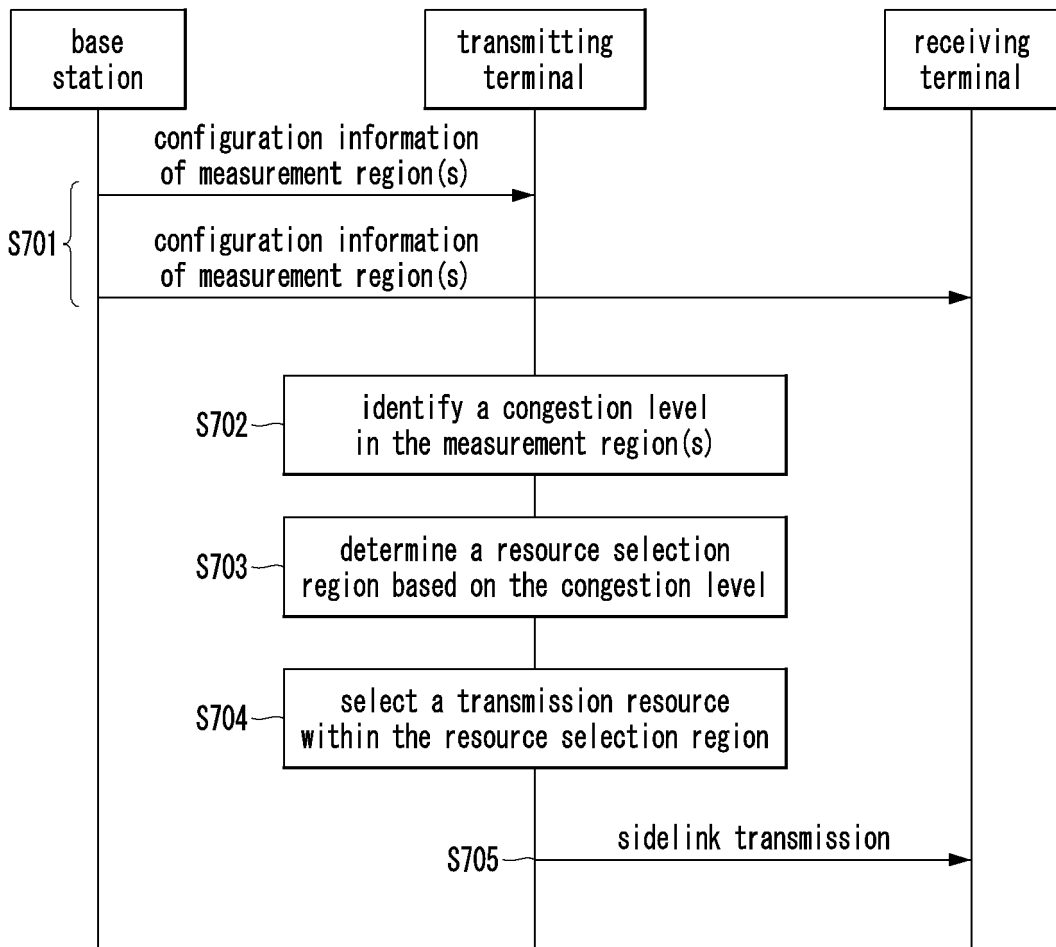 base
station
transmitting
terminal
receiving
terminal
configuration information
of measurement region(s)
S701
configuration information
of measurement region(s)
S702
identify a congestion level
in the measurement region(s)
S703
determine a resource selection
region based on the congestion level
S704
select a transmission resource
within the resource selection region
sidelink transmission
S705